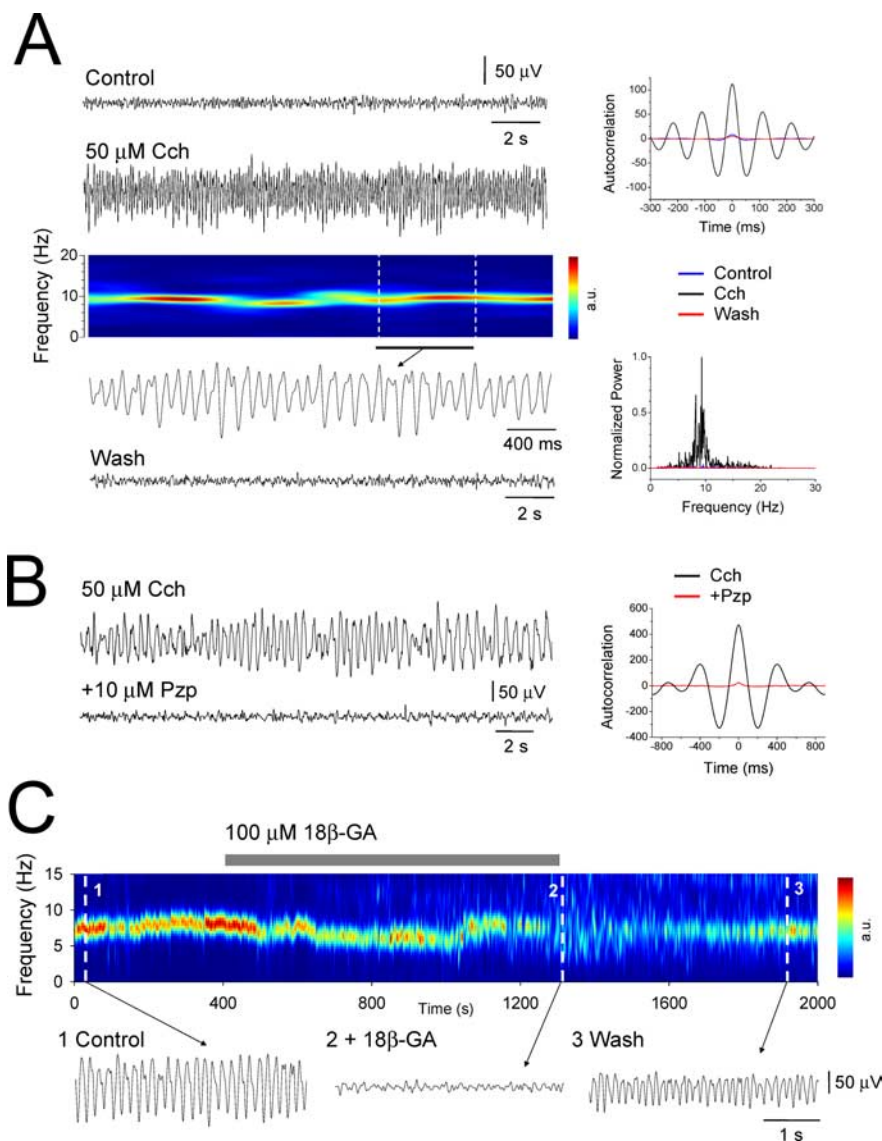 A
Control
50 µV
2 s
50 µM Cch
Frequency (Hz)
20
10
0
a.u.
400 ms
Wash
2 s
Autocorrelation
100
50
0
-50
-100
-300 -200 -100 0 100 200 300
Time (ms)
Control
Cch
Wash
Normalized Power
1.0
0.5
0.0
0 10 20 30
Frequency (Hz)
B
50 µM Cch
+10 µM Pzp
50 µV
2 s
Cch
+Pzp
Autocorrelation
600
400
200
0
-200
-400
-800 -400 0 400 800
Time (ms)
C
100 µM 18β-GA
Frequency (Hz)
15
10
5
0
1
2
3
a.u.
0 400 800 1200 1600 2000
Time (s)
1 Control
2 + 18β-GA
3 Wash
50 µV
1 s